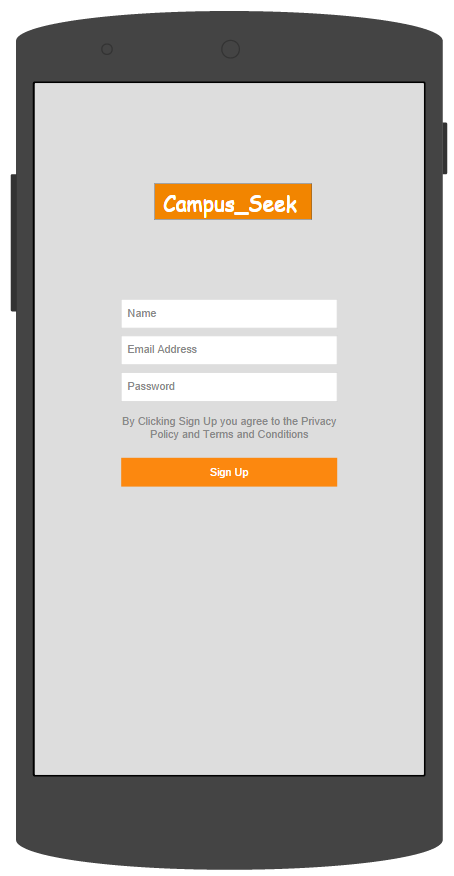 Campus_Seek
Name
Email Address
Password
By Clicking Sign Up you agree to the Privacy
Policy and Terms and Conditions
Sign Up